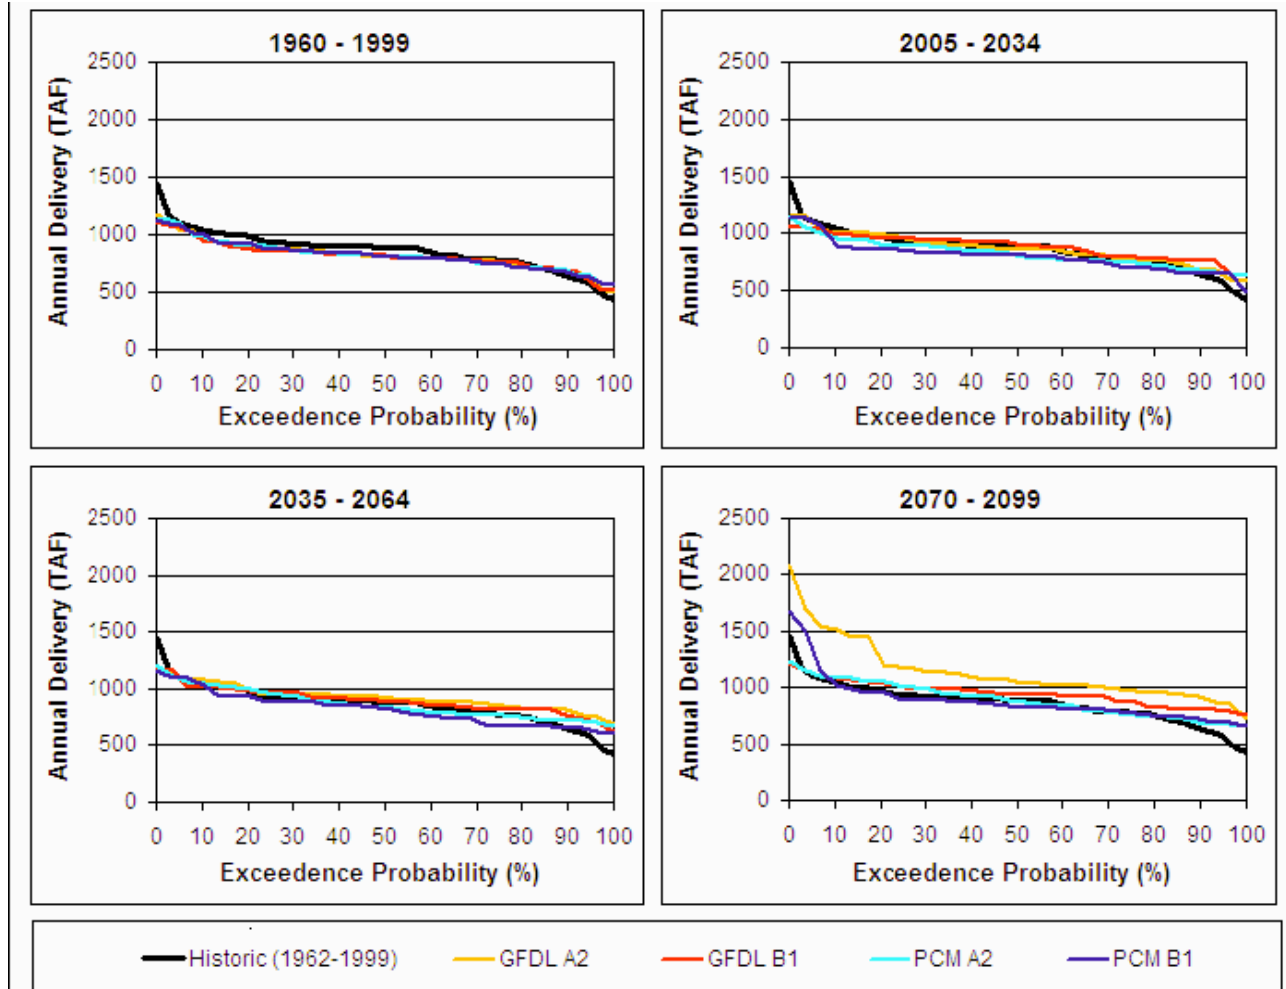 1960 - 1999
2500
2000
1500
1000
500
0
Annual Delivery (TAF)
0 10 20 30 40 50 60 70 80 90 100
Exceedence Probability (%)
2005 - 2034
2500
2000
1500
1000
500
0
Annual Delivery (TAF)
0 10 20 30 40 50 60 70 80 90 100
Exceedence Probability (%)
2035 - 2064
2500
2000
1500
1000
500
0
Annual Delivery (TAF)
0 10 20 30 40 50 60 70 80 90 100
Exceedence Probability (%)
2070 - 2099
2500
2000
1500
1000
500
0
Annual Delivery (TAF)
0 10 20 30 40 50 60 70 80 90 100
Exceedence Probability (%)
Historic (1962-1999) GFDL A2 GFDL B1 PCM A2 PCM B1